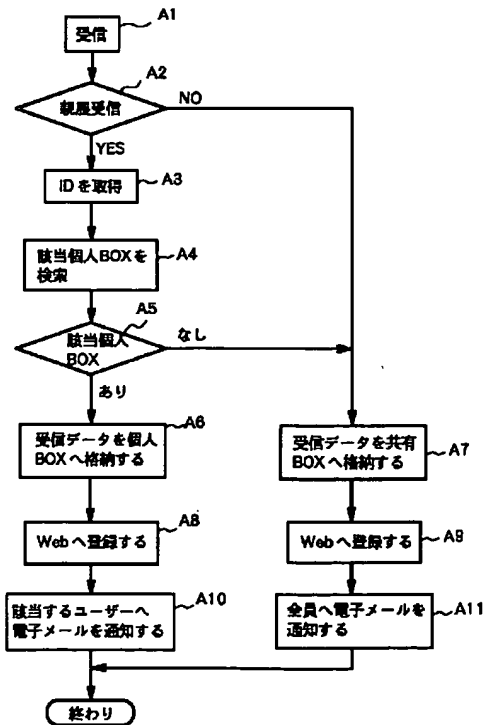 受信
A1
親展受信
A2
NO
YES
IDを取得
A3
該当個人BOXを
検索
A4
該当個人
BOX
A5
なし
あり
受信データを個人
BOXへ格納する
A6
受信データを共有
BOXへ格納する
A7
Webへ登録する
A8
Webへ登録する
A9
該当するユーザーへ
電子メールを通知する
A10
全員へ電子メールを
通知する
A11
終わり